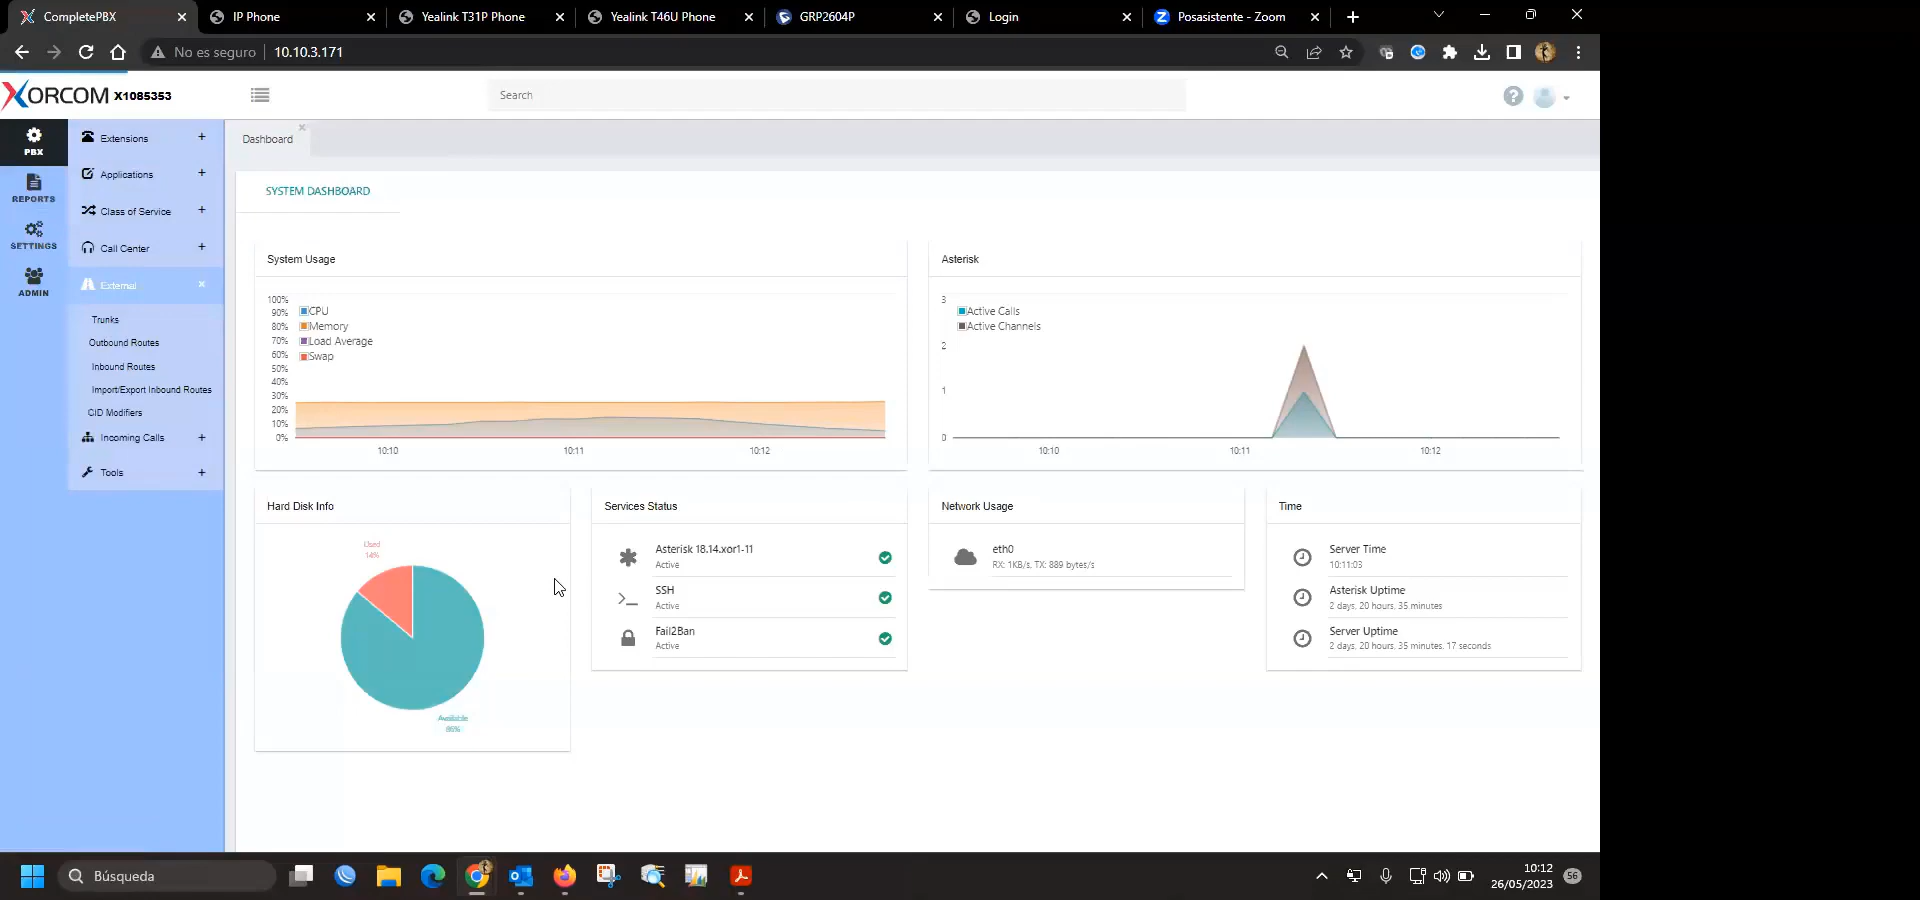 CompletePBX
IP Phone
Yealink T31P Phone
Yealink T46U Phone
GRP2604P
Login
Posasistente - Zoom
No es seguro
10.10.3.171
XORCOM X1085353
Search
PBX
REPORTS
SETTINGS
ADMIN
Extensions +
Applications +
Class of Service +
Call Center +
External
Trunks
Outbound Routes
Inbound Routes
Import/Export Inbound Routes
CID Modifiers
Incoming Calls +
Tools +
Dashboard
SYSTEM DASHBOARD
System Usage
100%
90%
80%
70%
60%
50%
40%
30%
20%
10%
0%
CPU
Memory
Load Average
Swap
10:10
10:11
10:12
Asterisk
3
2
1
0
Active Calls
Active Channels
10:10
10:11
10:12
Hard Disk Info
Used
14%
Available
86%
Services Status
Asterisk 18.14.xor1-11
Active
SSH
Active
Fail2Ban
Active
Network Usage
eth0
RX: 1KB/s, TX: 889 bytes/s
Time
Server Time
10:11:03
Asterisk Uptime
2 days, 20 hours, 35 minutes
Server Uptime
2 days, 20 hours, 35 minutes, 17 seconds
Búsqueda
10:12
26/05/2023
56